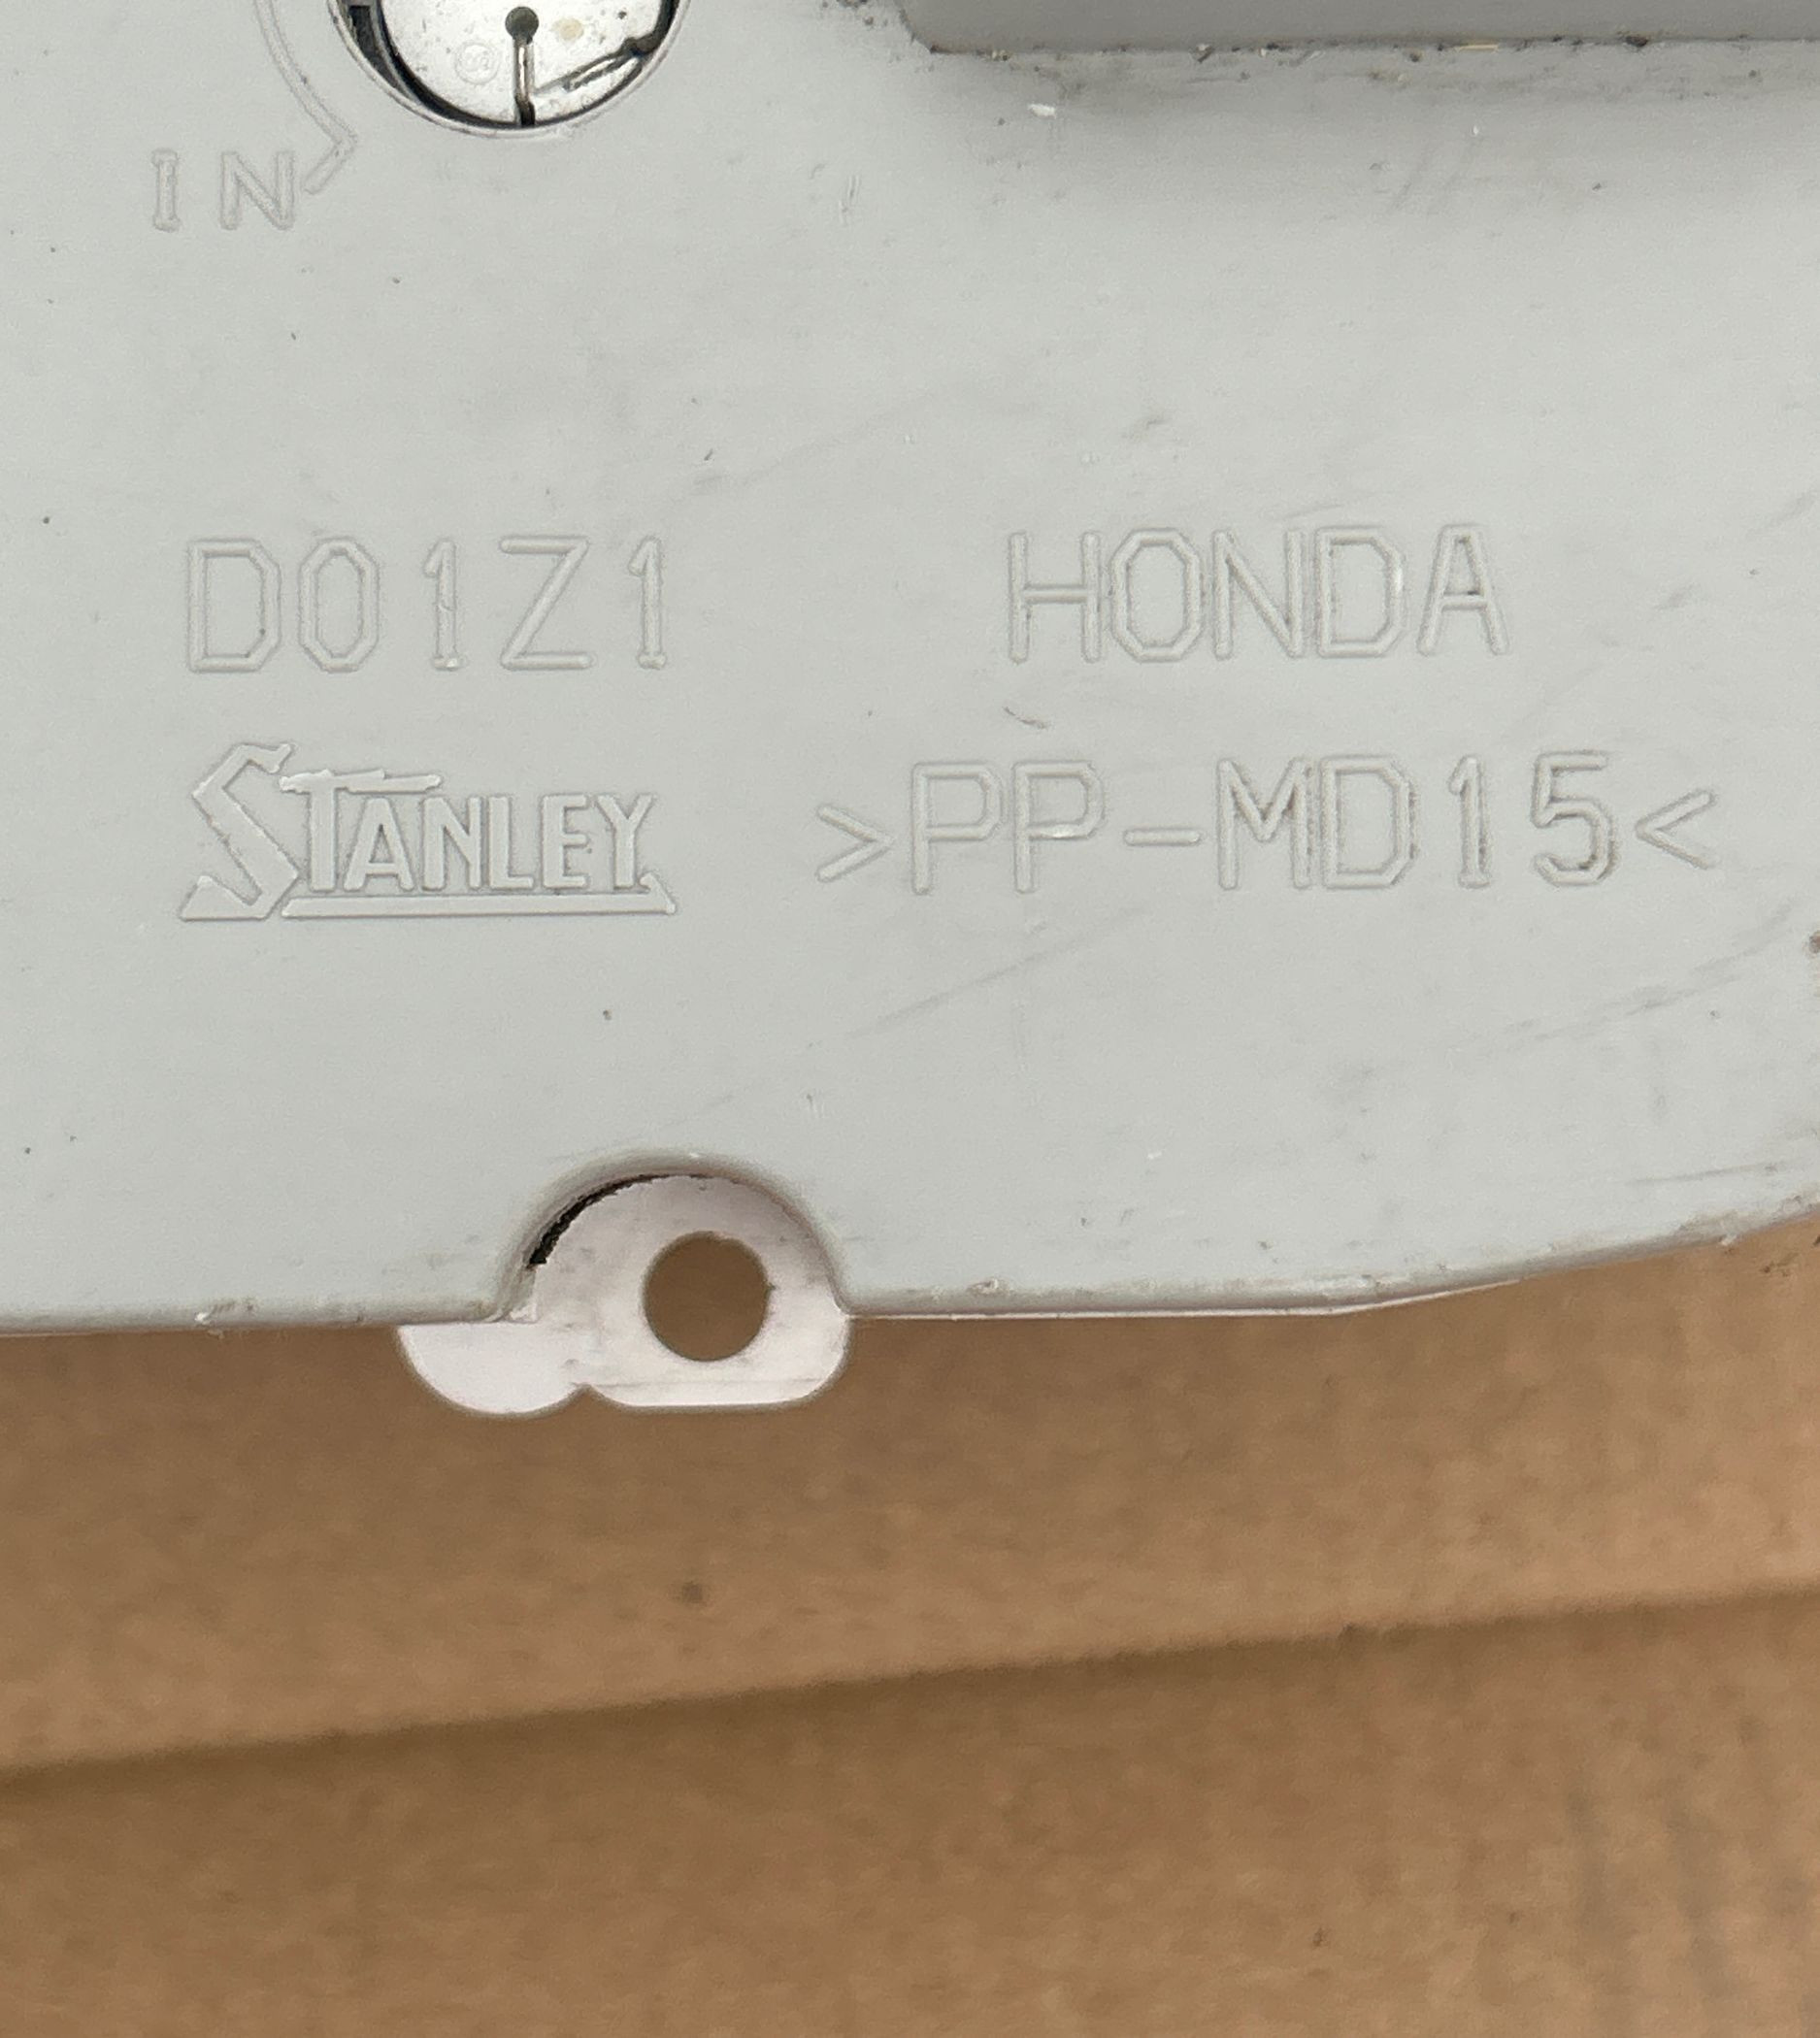 IN
D01Z1 HONDA
STANLEY >PP-MD15<